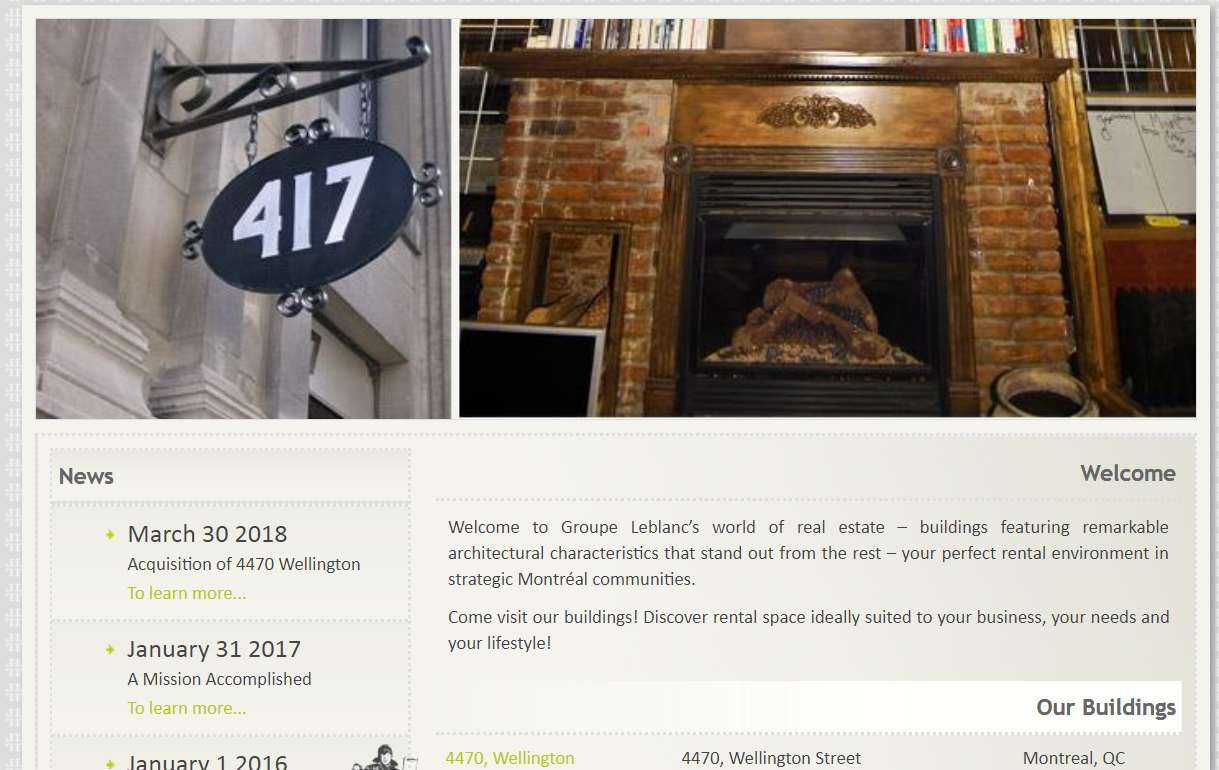 417
News
March 30 2018
Acquisition of 4470 Wellington
To learn more...
January 31 2017
A Mission Accomplished
To learn more...
January 1 2016
Welcome
Welcome to Groupe Leblanc’s world of real estate – buildings featuring remarkable
architectural characteristics that stand out from the rest – your perfect rental environment in
strategic Montréal communities.
Come visit our buildings! Discover rental space ideally suited to your business, your needs and
your lifestyle!
Our Buildings
4470, Wellington 4470, Wellington Street Montreal, QC